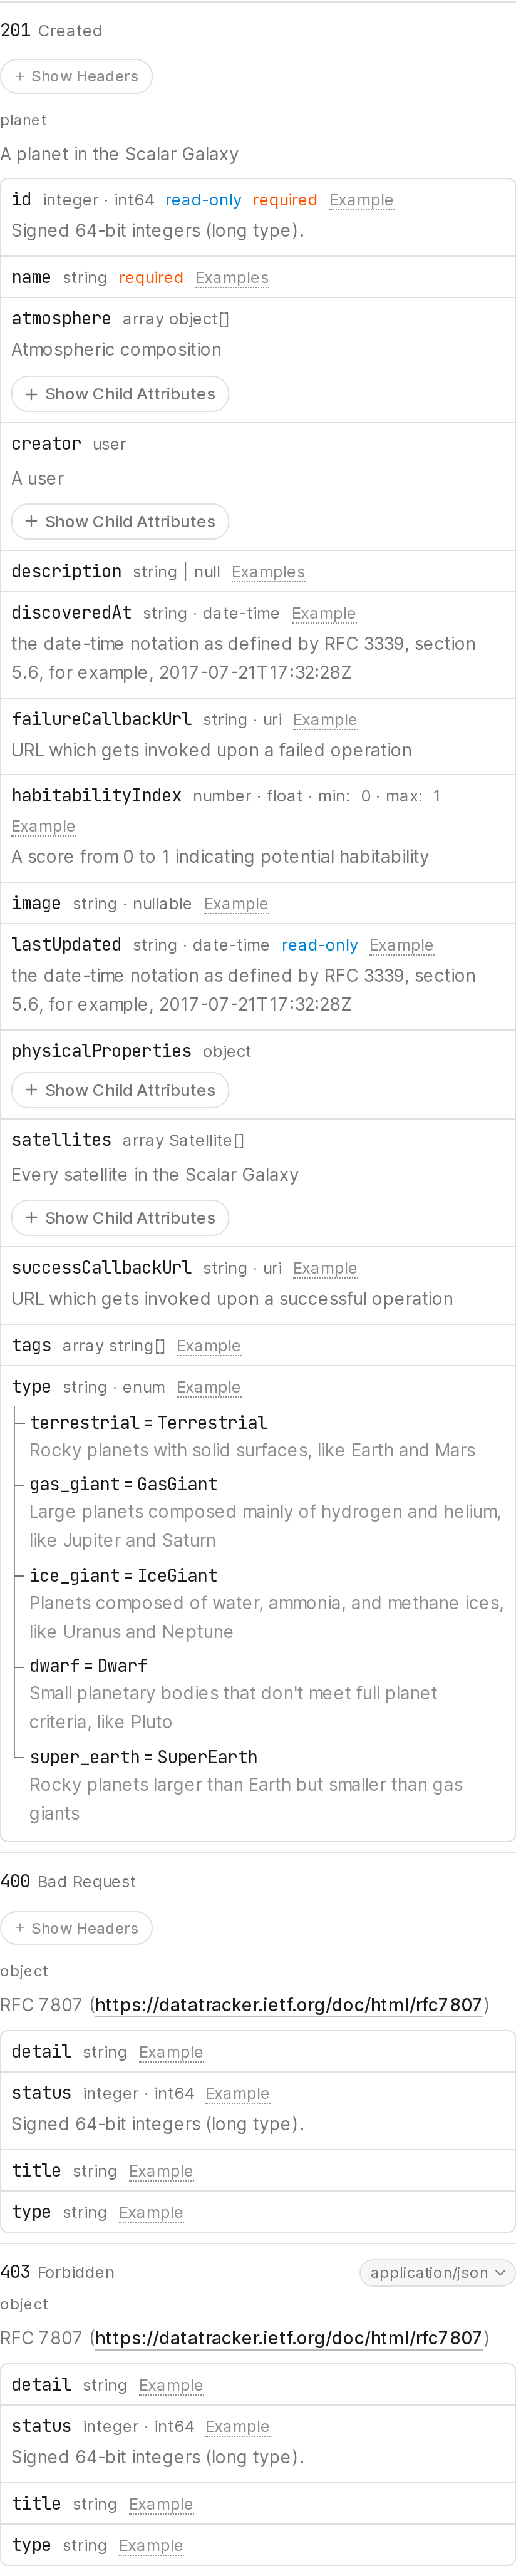 201 Created
+ Show Headers
planet
A planet in the Scalar Galaxy
id integer · int64 read-only required Example
Signed 64-bit integers (long type).
name string required Examples
atmosphere array object[]
Atmospheric composition
+ Show Child Attributes
creator user
A user
+ Show Child Attributes
description string | null Examples
discoveredAt string · date-time Example
the date-time notation as defined by RFC 3339, section
5.6, for example, 2017-07-21T17:32:28Z
failureCallbackUrl string · uri Example
URL which gets invoked upon a failed operation
habitabilityIndex number · float · min: 0 · max: 1
Example
A score from 0 to 1 indicating potential habitability
image string · nullable Example
lastUpdated string · date-time read-only Example
the date-time notation as defined by RFC 3339, section
5.6, for example, 2017-07-21T17:32:28Z
physicalProperties object
+ Show Child Attributes
satellites array Satellite[]
Every satellite in the Scalar Galaxy
+ Show Child Attributes
successCallbackUrl string · uri Example
URL which gets invoked upon a successful operation
tags array string[] Example
type string · enum Example
terrestrial = Terrestrial
Rocky planets with solid surfaces, like Earth and Mars
gas_giant = GasGiant
Large planets composed mainly of hydrogen and helium,
like Jupiter and Saturn
ice_giant = IceGiant
Planets composed of water, ammonia, and methane ices,
like Uranus and Neptune
dwarf = Dwarf
Small planetary bodies that don't meet full planet
criteria, like Pluto
super_earth = SuperEarth
Rocky planets larger than Earth but smaller than gas
giants
400 Bad Request
+ Show Headers
object
RFC 7807 (https://datatracker.ietf.org/doc/html/rfc7807)
detail string Example
status integer · int64 Example
Signed 64-bit integers (long type).
title string Example
type string Example
403 Forbidden application/json
object
RFC 7807 (https://datatracker.ietf.org/doc/html/rfc7807)
detail string Example
status integer · int64 Example
Signed 64-bit integers (long type).
title string Example
type string Example